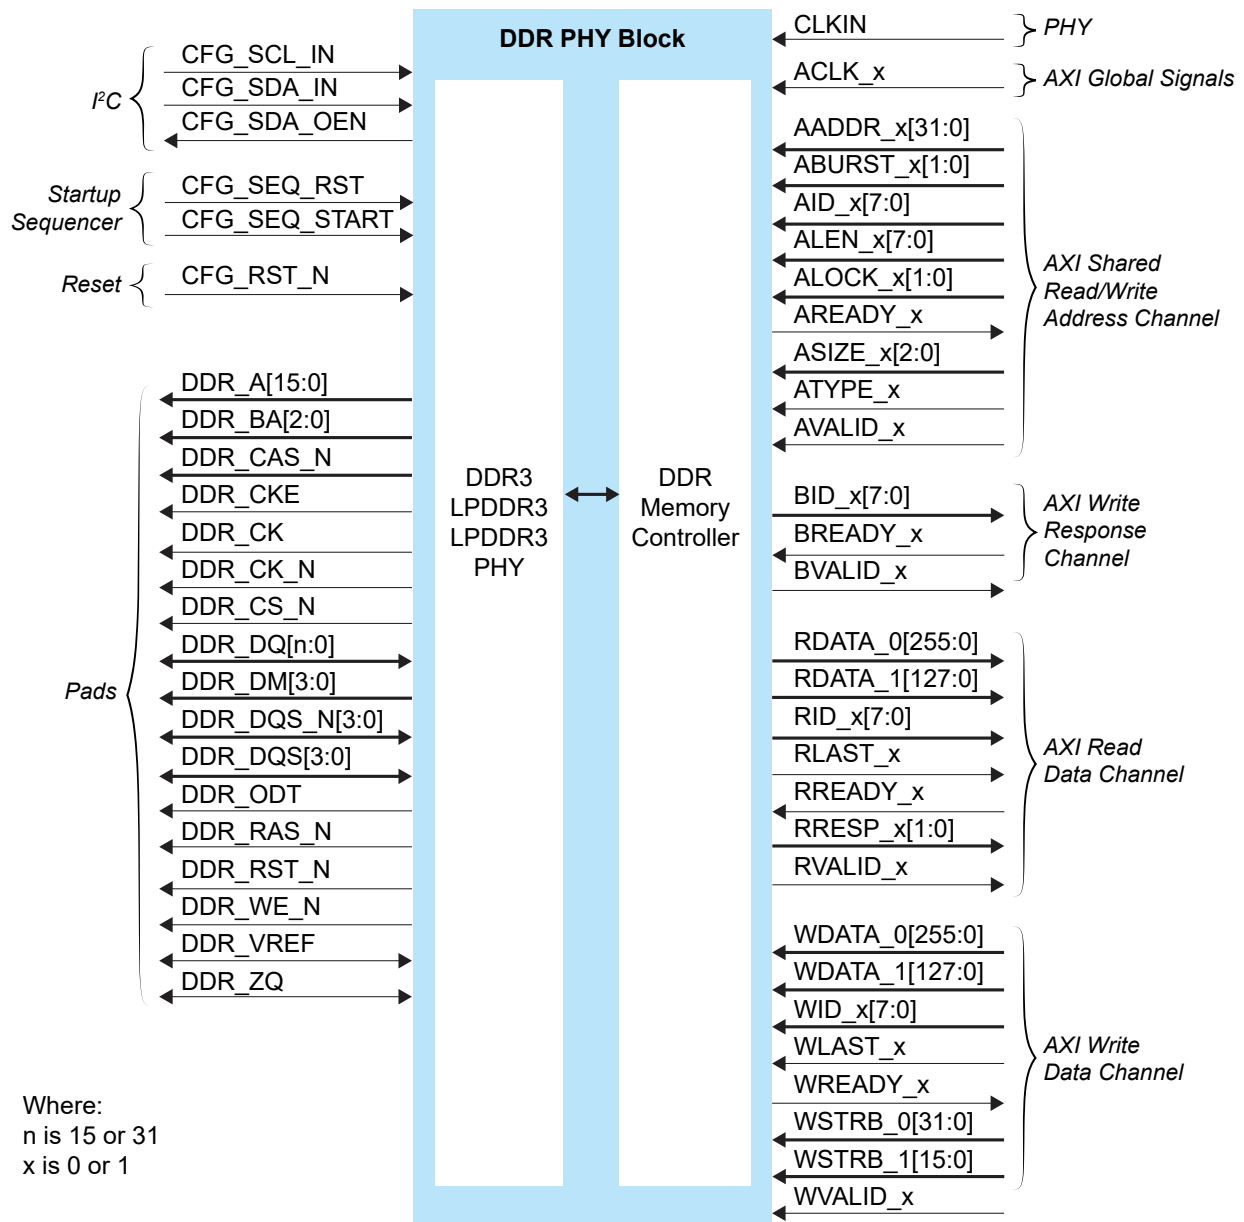 DDR PHY Block
I²C
CFG_SCL_IN
CFG_SDA_IN
CFG_SDA_OEN
Startup
Sequencer
CFG_SEQ_RST
CFG_SEQ_START
Reset
CFG_RST_N
Pads
DDR_A[15:0]
DDR_BA[2:0]
DDR_CAS_N
DDR_CKE
DDR_CK
DDR_CK_N
DDR_CS_N
DDR_DQ[n:0]
DDR_DM[3:0]
DDR_DQS_N[3:0]
DDR_DQS[3:0]
DDR_ODT
DDR_RAS_N
DDR_RST_N
DDR_WE_N
DDR_VREF
DDR_ZQ
Where:
n is 15 or 31
x is 0 or 1
DDR3
LPDDR3
LPDDR3
PHY
DDR
Memory
Controller
CLKIN
PHY
ACLK_x
AXI Global Signals
AADDR_x[31:0]
ABURST_x[1:0]
AID_x[7:0]
ALEN_x[7:0]
ALOCK_x[1:0]
AREADY_x
ASIZE_x[2:0]
ATYPE_x
AVALID_x
AXI Shared
Read/Write
Address Channel
BID_x[7:0]
BREADY_x
BVALID_x
AXI Write
Response
Channel
RDATA_0[255:0]
RDATA_1[127:0]
RID_x[7:0]
RLAST_x
RREADY_x
RRESP_x[1:0]
RVALID_x
AXI Read
Data Channel
WDATA_0[255:0]
WDATA_1[127:0]
WID_x[7:0]
WLAST_x
WREADY_x
WSTRB_0[31:0]
WSTRB_1[15:0]
WVALID_x
AXI Write
Data Channel